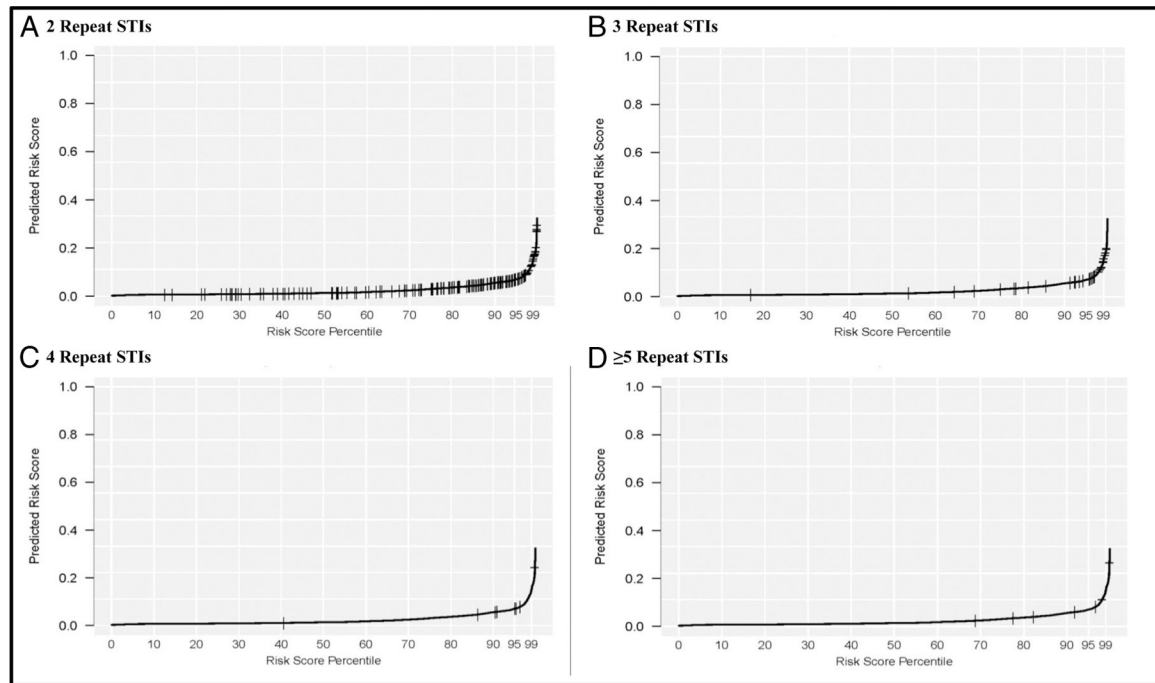 A 2 Repeat STIs
1.0
0.8
0.6
0.4
0.2
0.0
Predicted Risk Score
0 10 20 30 40 50 60 70 80 90 95 99
Risk Score Percentile
B 3 Repeat STIs
1.0
0.8
0.6
0.4
0.2
0.0
Predicted Risk Score
0 10 20 30 40 50 60 70 80 90 95 99
Risk Score Percentile
C 4 Repeat STIs
1.0
0.8
0.6
0.4
0.2
0.0
Predicted Risk Score
0 10 20 30 40 50 60 70 80 90 95 99
Risk Score Percentile
D ≥5 Repeat STIs
1.0
0.8
0.6
0.4
0.2
0.0
Predicted Risk Score
0 10 20 30 40 50 60 70 80 90 95 99
Risk Score Percentile